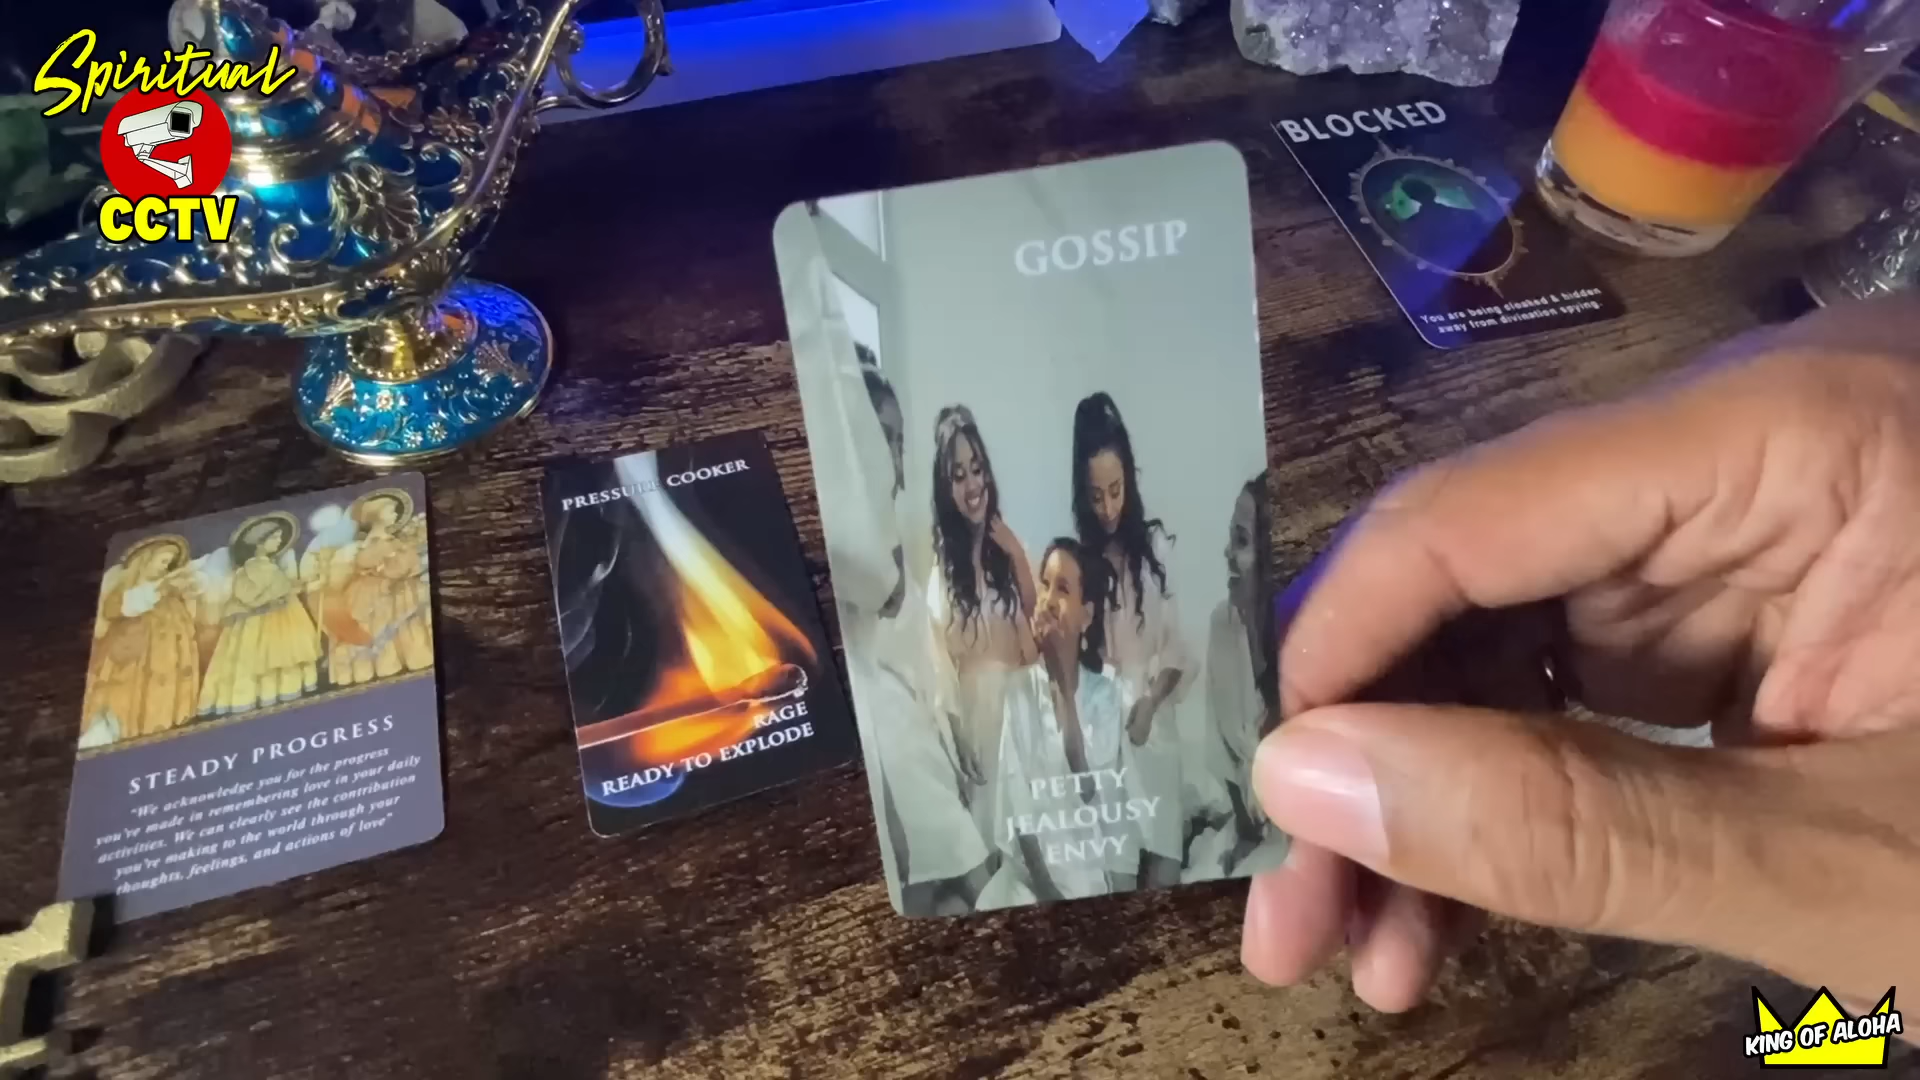 Spiritual
CCTV
BLOCKED
You are being cloaked & hidden
away from divination spying.
GOSSIP
PETTY
JEALOUSY
ENVY
PRESSURE COOKER
RAGE
READY TO EXPLODE
STEADY PROGRESS
"We acknowledge you for the progress
you've made in remembering love in your daily
activities. We can clearly see the contribution
you're making to the world through your
thoughts, feelings, and actions of love"
KING OF ALOHA